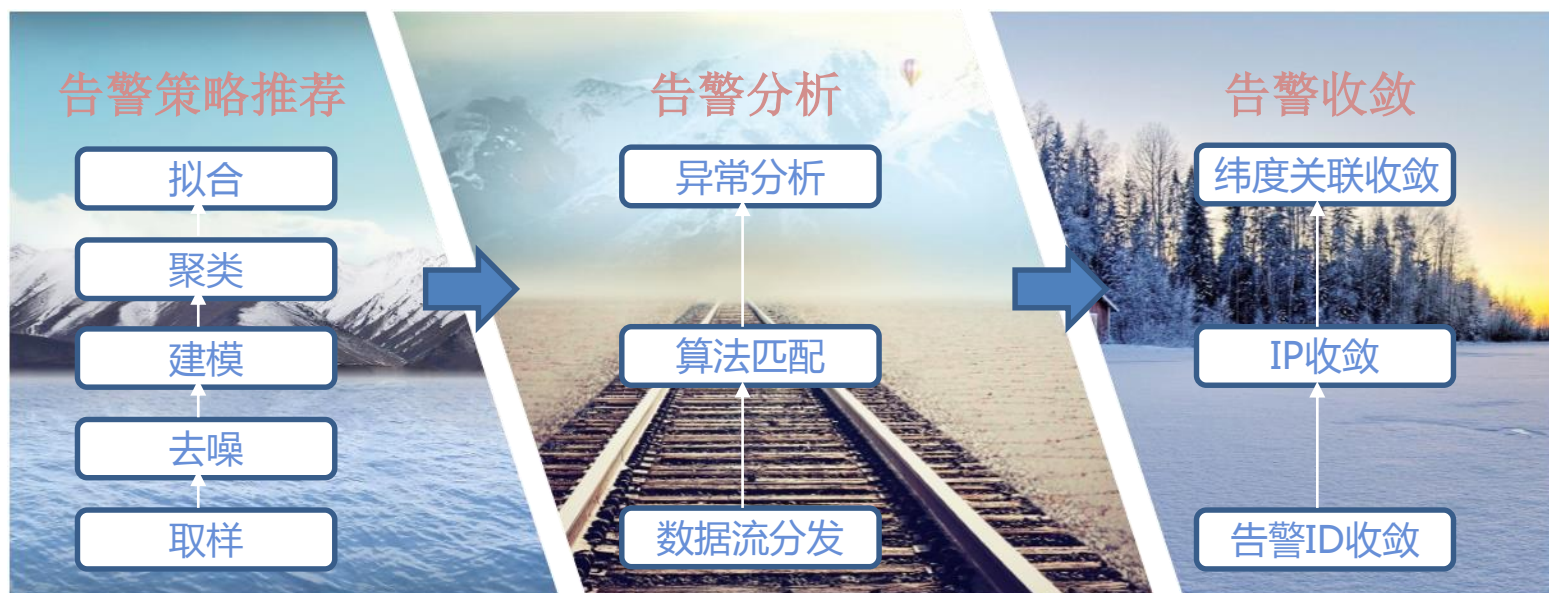 告警策略推荐
拟合
聚类
建模
去噪
取样
告警分析
异常分析
算法匹配
数据流分发
告警收敛
纬度关联收敛
IP收敛
告警ID收敛